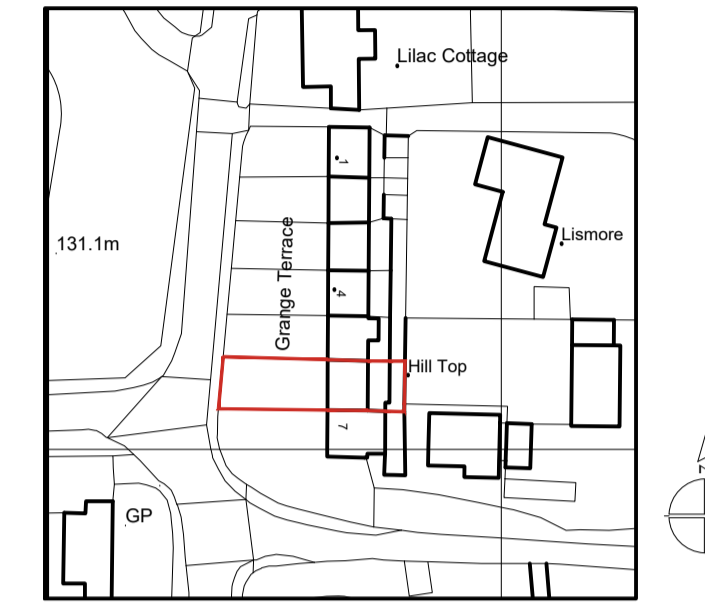 Lilac Cottage
1
Lismore
131.1m
Grange Terrace
4
Hill Top
7
GP
N